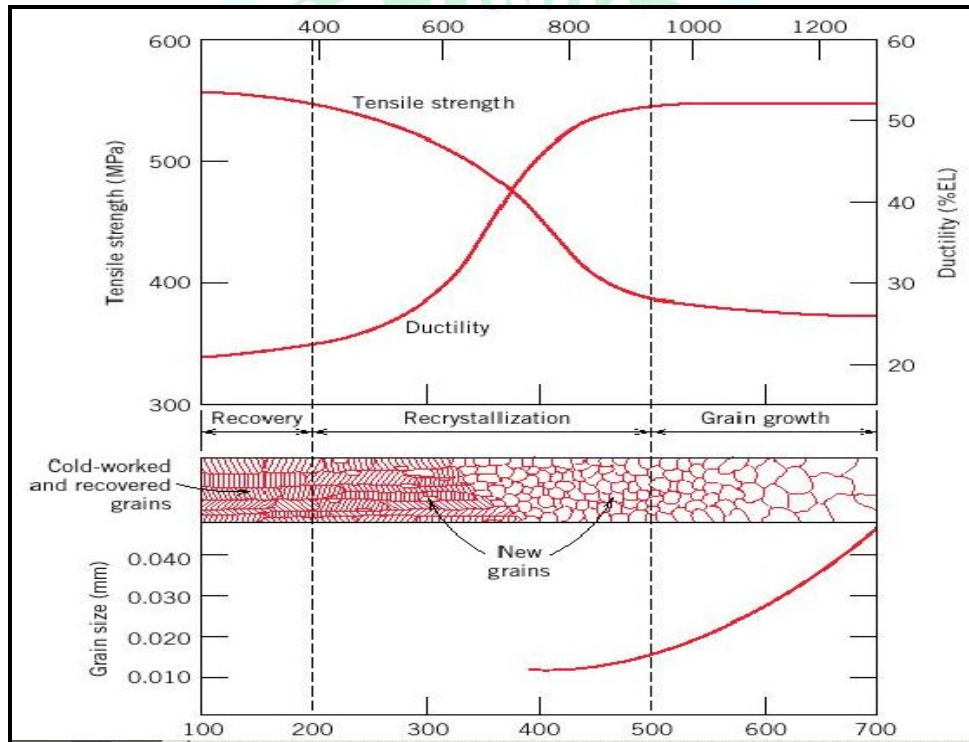 400 600 800 1000 1200
600 60
Tensile strength
50
500
Tensile strength (MPa)
40
Ductility (%EL)
400 30
Ductility
20
300
Recovery Recrystallization Grain growth
Cold-worked
and recovered
grains
New
grains
0.040
0.030
0.020
0.010
Grain size (mm)
100 200 300 400 500 600 700